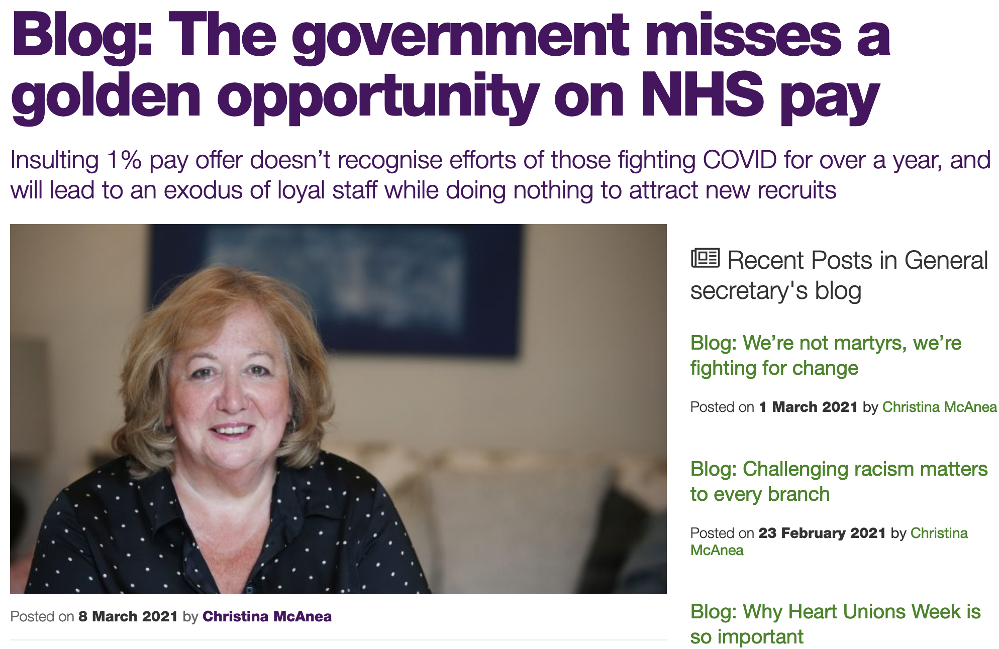 Blog: The government misses a
golden opportunity on NHS pay
Insulting 1% pay offer doesn’t recognise efforts of those fighting COVID for over a year, and
will lead to an exodus of loyal staff while doing nothing to attract new recruits
Posted on 8 March 2021 by Christina McAnea
Recent Posts in General
secretary's blog
Blog: We’re not martyrs, we’re
fighting for change
Posted on 1 March 2021 by Christina McAnea
Blog: Challenging racism matters
to every branch
Posted on 23 February 2021 by Christina
McAnea
Blog: Why Heart Unions Week is
so important